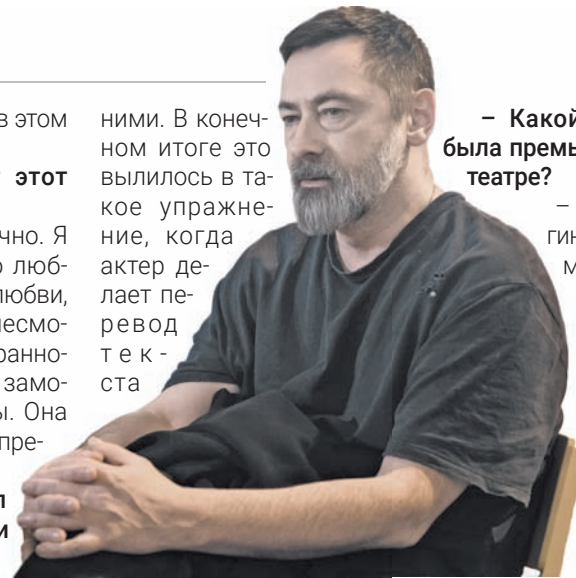 в этом
этот
чно. Я
люб-
любви,
несмо-
ранно-
замо-
ы. Она
пре-
л
и
ними. В конеч-
ном итоге это
вылилось в та-
кое упражне-
ние, когда
актер де-
лает пе-
ревод
тек-
ста
– Какой
была премь
театре?
–
гин
м